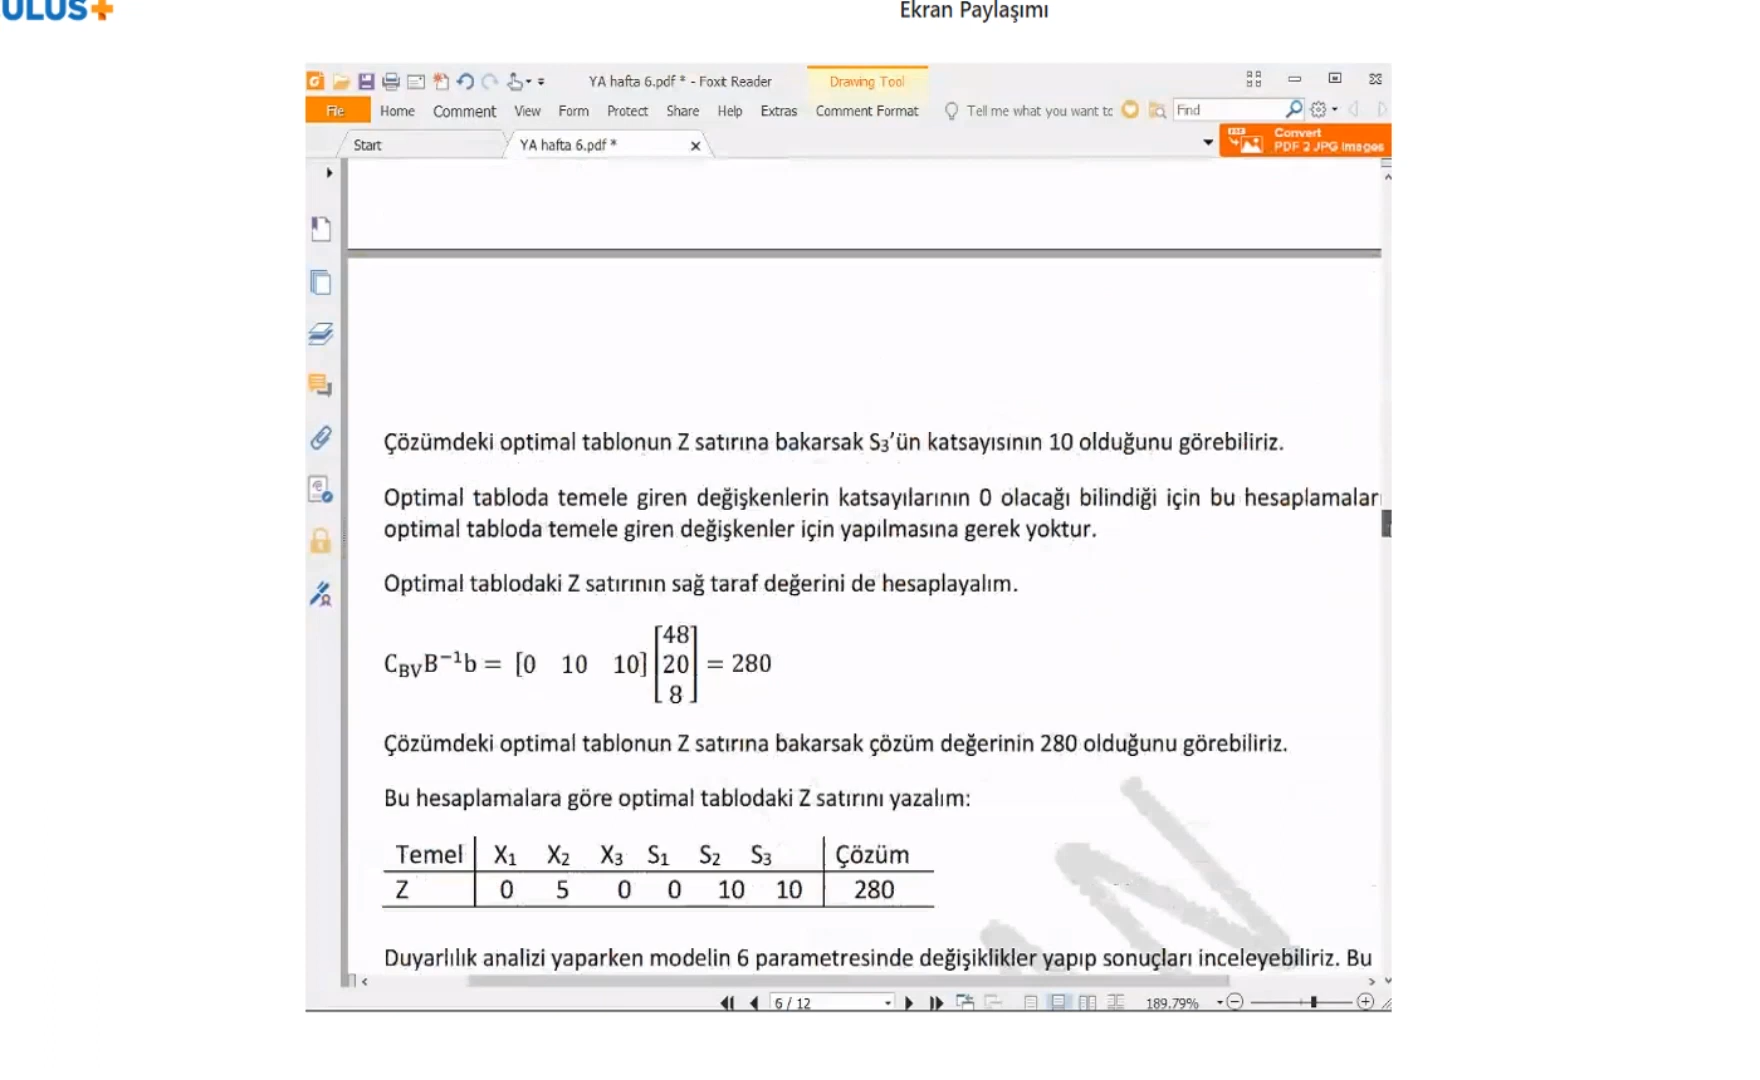 ULUS+
Ekran Paylaşımı
YA hafta 6.pdf * - Foxit Reader
Drawing Tool
File Home Comment View Form Protect Share Help Extras Comment Format Tell me what you want tc Find
Start
YA hafta 6.pdf *
Convert
PDF 2 JPG Images
Çözümdeki optimal tablonun Z satırına bakarsak S₃'ün katsayısının 10 olduğunu görebiliriz.
Optimal tabloda temele giren değişkenlerin katsayılarının 0 olacağı bilindiği için bu hesaplamalar
optimal tabloda temele giren değişkenler için yapılmasına gerek yoktur.
Optimal tablodaki Z satırının sağ taraf değerini de hesaplayalım.
C_BV B⁻¹b = [0 10 10] [48 20 8] = 280
Çözümdeki optimal tablonun Z satırına bakarsak çözüm değerinin 280 olduğunu görebiliriz.
Bu hesaplamalara göre optimal tablodaki Z satırını yazalım:
Temel X₁ X₂ X₃ S₁ S₂ S₃ Çözüm
Z 0 5 0 0 10 10 280
Duyarlılık analizi yaparken modelin 6 parametresinde değişiklikler yapıp sonuçları inceleyebiliriz. Bu
6 / 12
189.79%